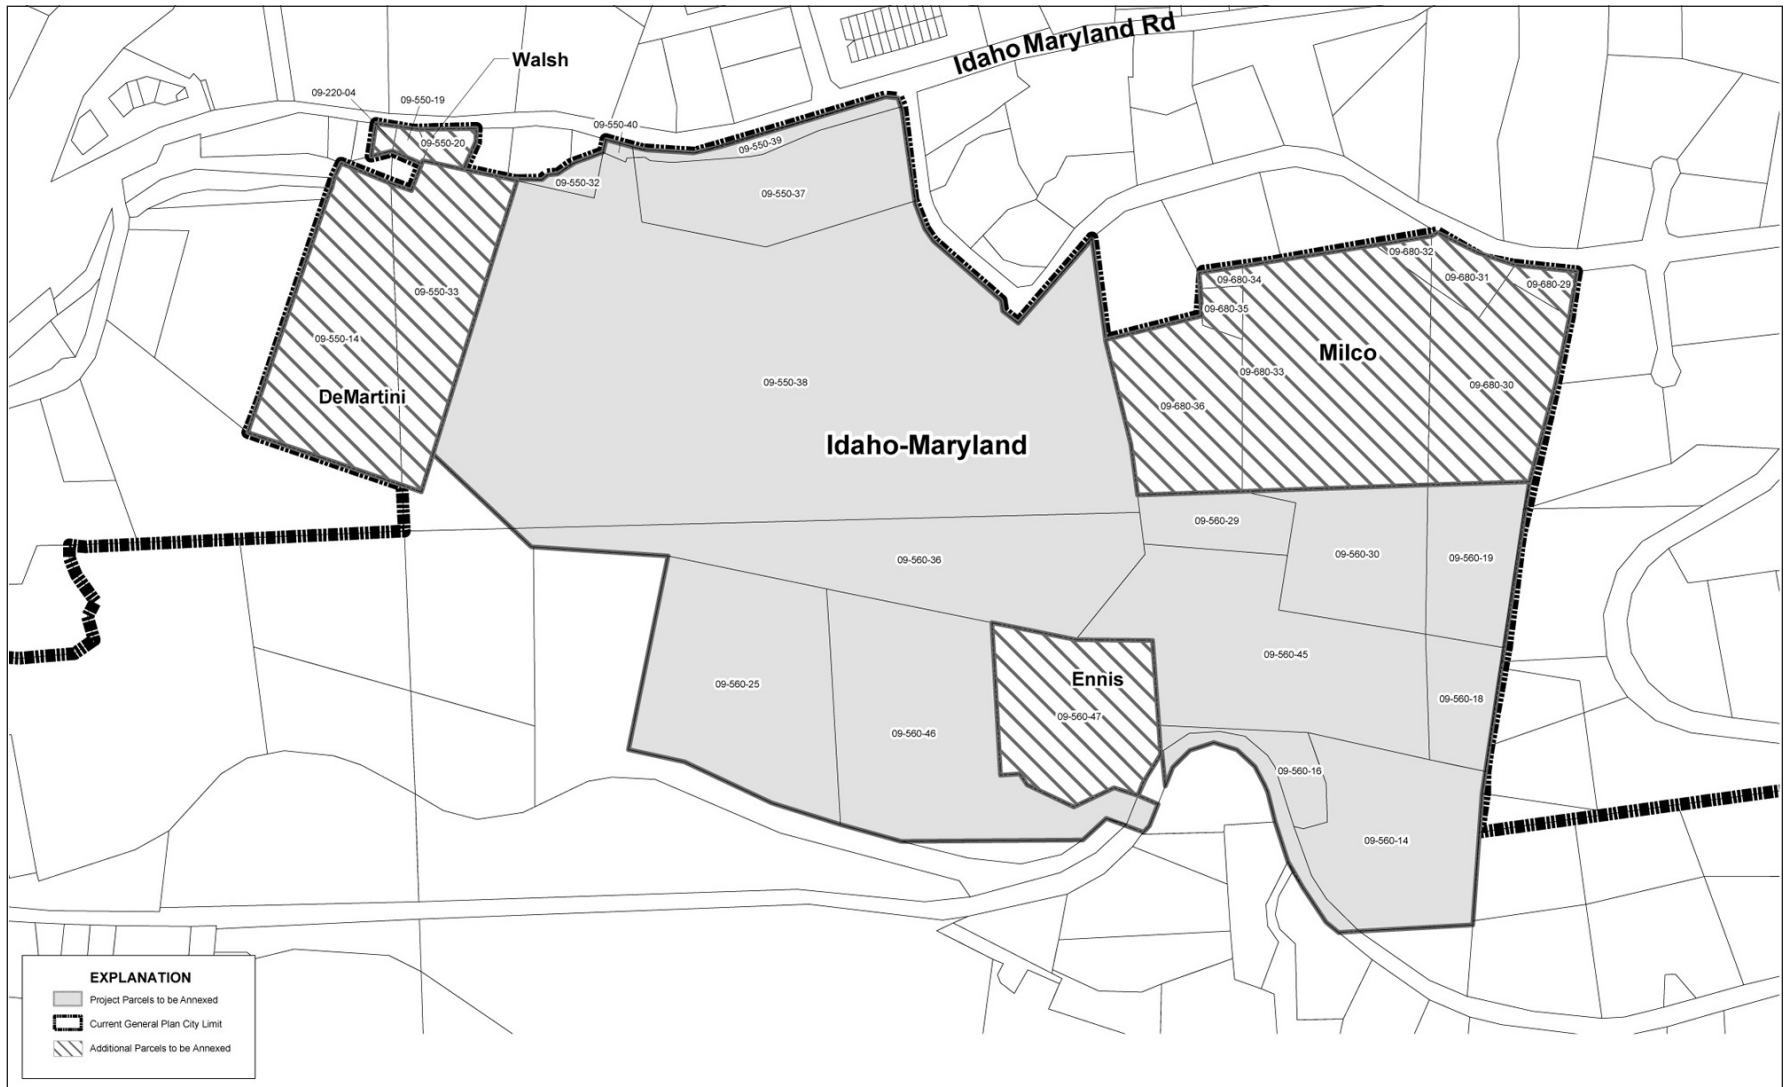 Idaho Maryland Rd
Walsh
09-220-04
09-550-19
09-550-20
09-550-40
09-550-39
09-550-32
09-550-37
09-550-33
09-550-14
DeMartini
09-550-38
Idaho-Maryland
09-680-32
09-680-34
09-680-31
09-680-29
09-680-35
Milco
09-680-33
09-680-30
09-680-36
09-560-29
09-560-30
09-560-19
09-560-36
09-560-45
09-560-25
Ennis
09-560-47
09-560-18
09-560-46
09-560-16
09-560-14
EXPLANATION
Project Parcels to be Annexed
Current General Plan City Limit
Additional Parcels to be Annexed